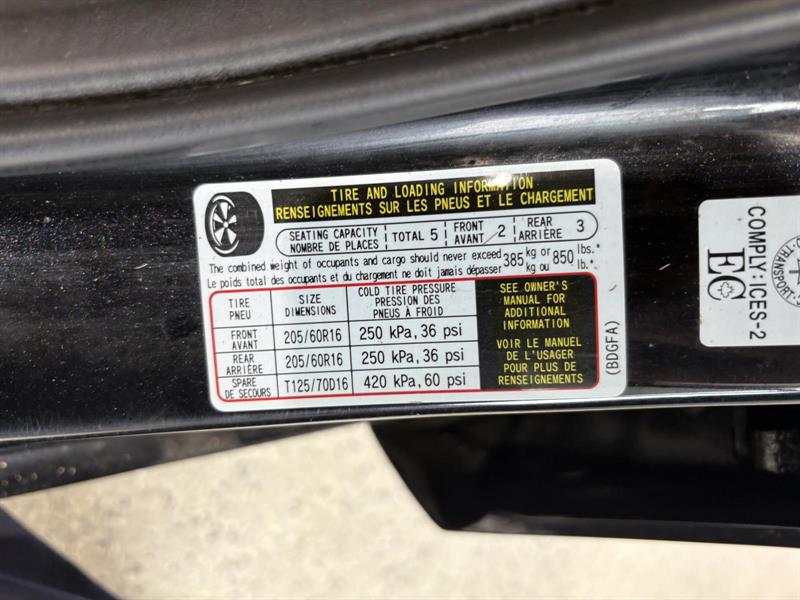 TIRE AND LOADING INFORMATION
RENSEIGNEMENTS SUR LES PNEUS ET LE CHARGEMENT
SEATING CAPACITY
NOMBRE DE PLACES
TOTAL 5
FRONT
AVANT
2
REAR
ARRIÈRE
3
The combined weight of occupants and cargo should never exceed 385 kg or 850 lbs.*
Le poids total des occupants et du chargement ne doit jamais dépasser kg ou lb.*
TIRE
PNEU
SIZE
DIMENSIONS
COLD TIRE PRESSURE
PRESSION DES
PNEUS À FROID
FRONT
AVANT
205/60R16
250 kPa, 36 psi
REAR
ARRIÈRE
205/60R16
250 kPa, 36 psi
SPARE
DE SECOURS
T125/70D16
420 kPa, 60 psi
SEE OWNER'S
MANUAL FOR
ADDITIONAL
INFORMATION
VOIR LE MANUEL
DE L'USAGER
POUR PLUS DE
RENSEIGNEMENTS
(BDGFA)
COMPLY:ICES-2
EC